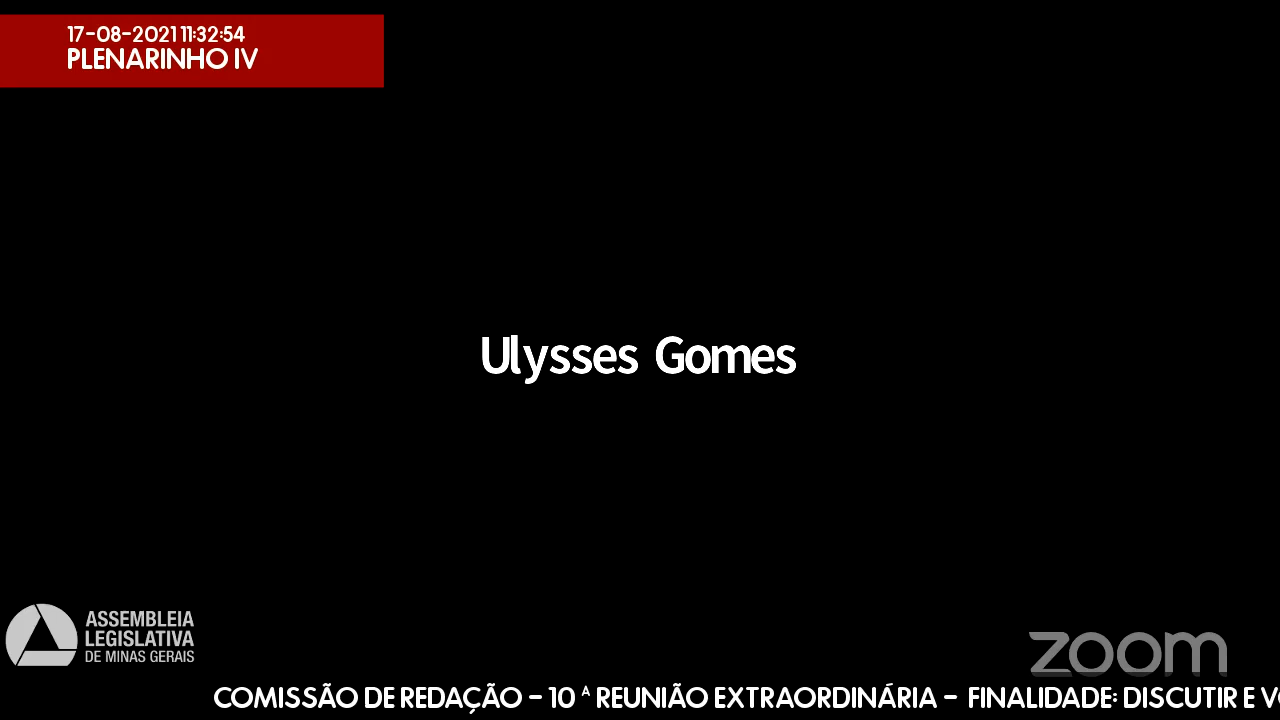 17-08-2021 11:32:54
PLENARINHO IV
Ulysses Gomes
ASSEMBLEIA
LEGISLATIVA
DE MINAS GERAIS
zoom
COMISSÃO DE REDAÇÃO - 10 ª REUNIÃO EXTRAORDINÁRIA - FINALIDADE: DISCUTIR E